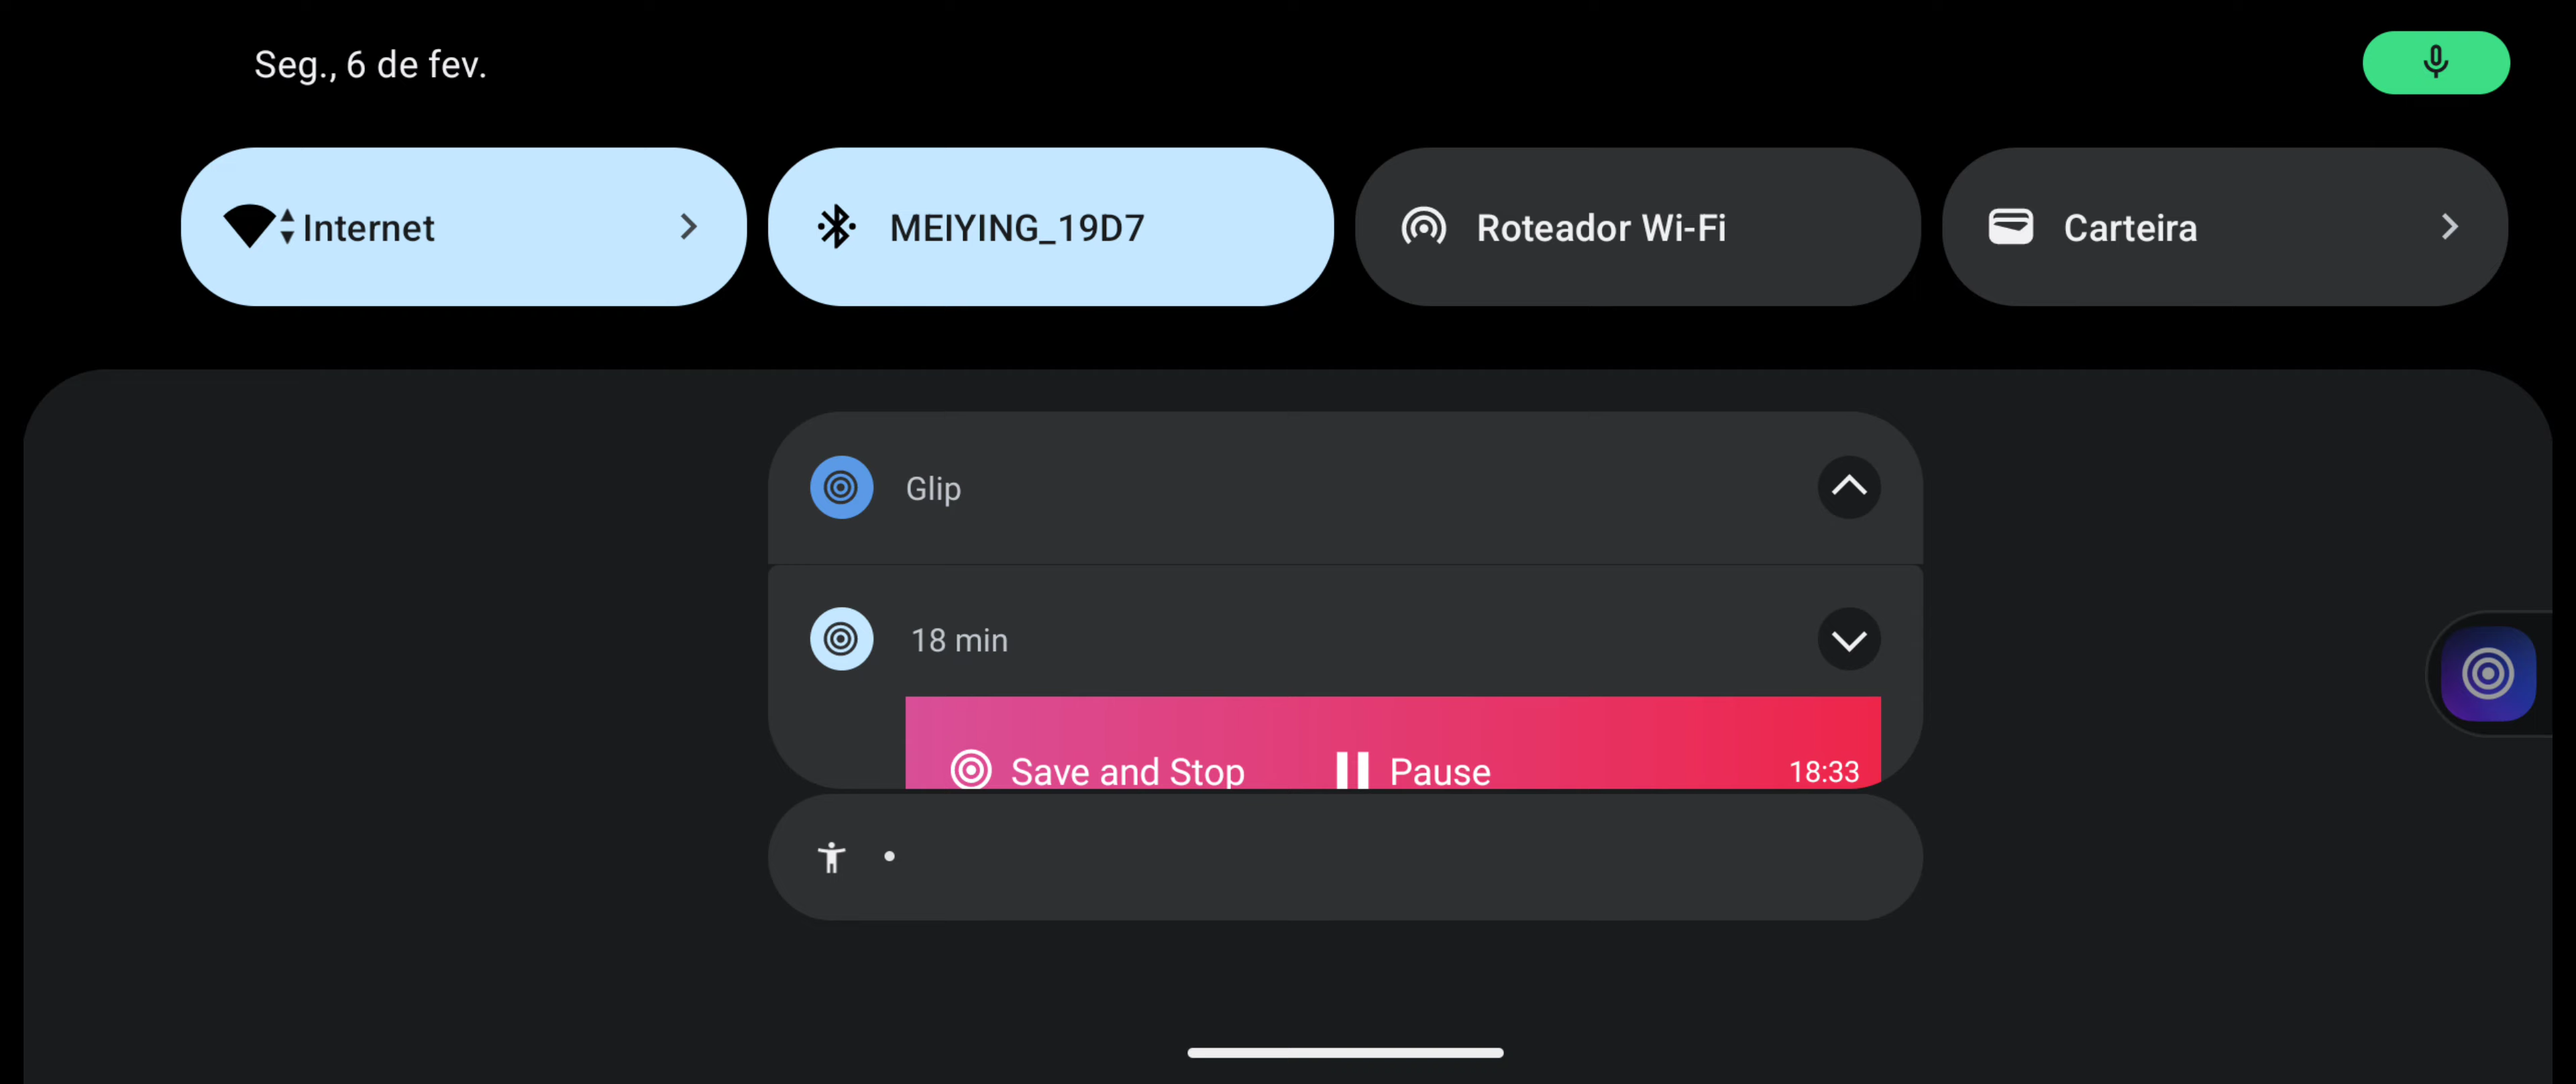 Seg., 6 de fev.
Internet
MEIYING_19D7
Roteador Wi-Fi
Carteira
Glip
18 min
Save and Stop Pause 18:33